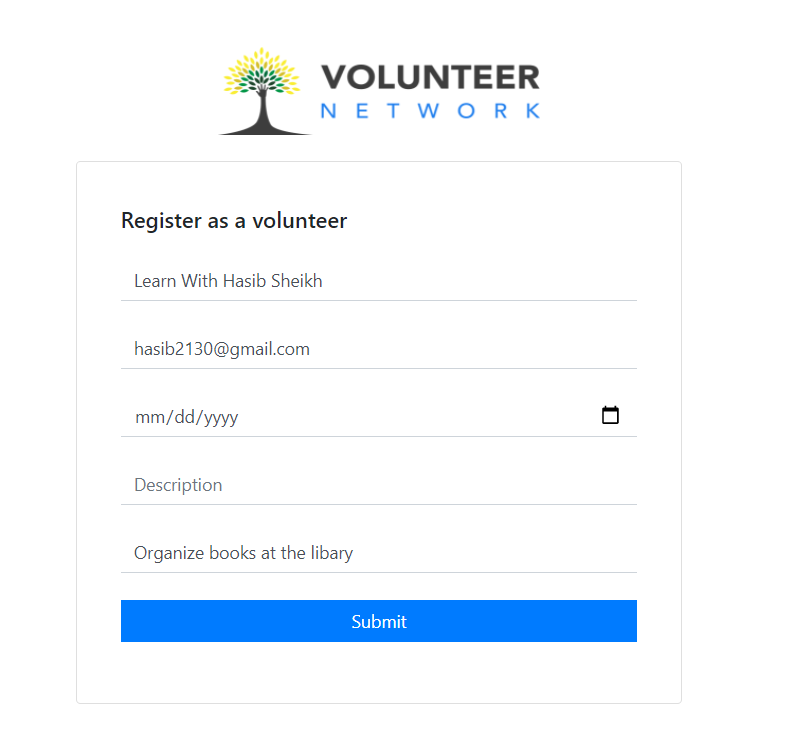 VOLUNTEER
NETWORK
Register as a volunteer
Learn With Hasib Sheikh
hasib2130@gmail.com
mm/dd/yyyy
Description
Organize books at the libary
Submit